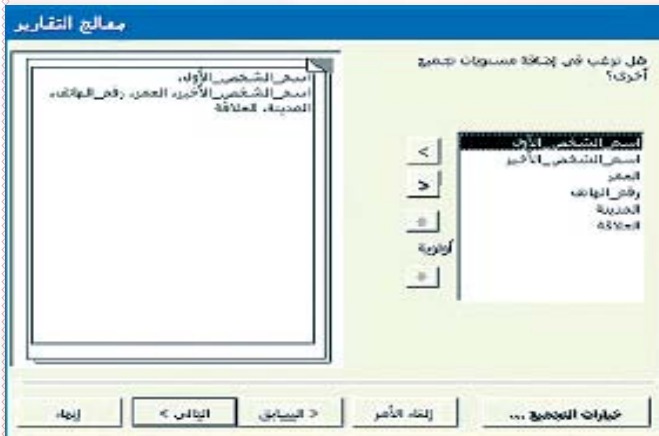 معالج التقارير
هل ترغب في إضافة مستويات تجميع
أخرى؟
اسم_الشخص_الأول
اسم_الشخص_الأخير
العمر
رقم_الهاتف
المدينة
العلاقة
>
<
أولوية
اسم_الشخص_الأول،
اسم_الشخص_الأخير، العمر، رقم_الهاتف،
المدينة، العلاقة
خيارات التجميع ...
إلغاء الأمر
< السابق
التالي >
إنهاء